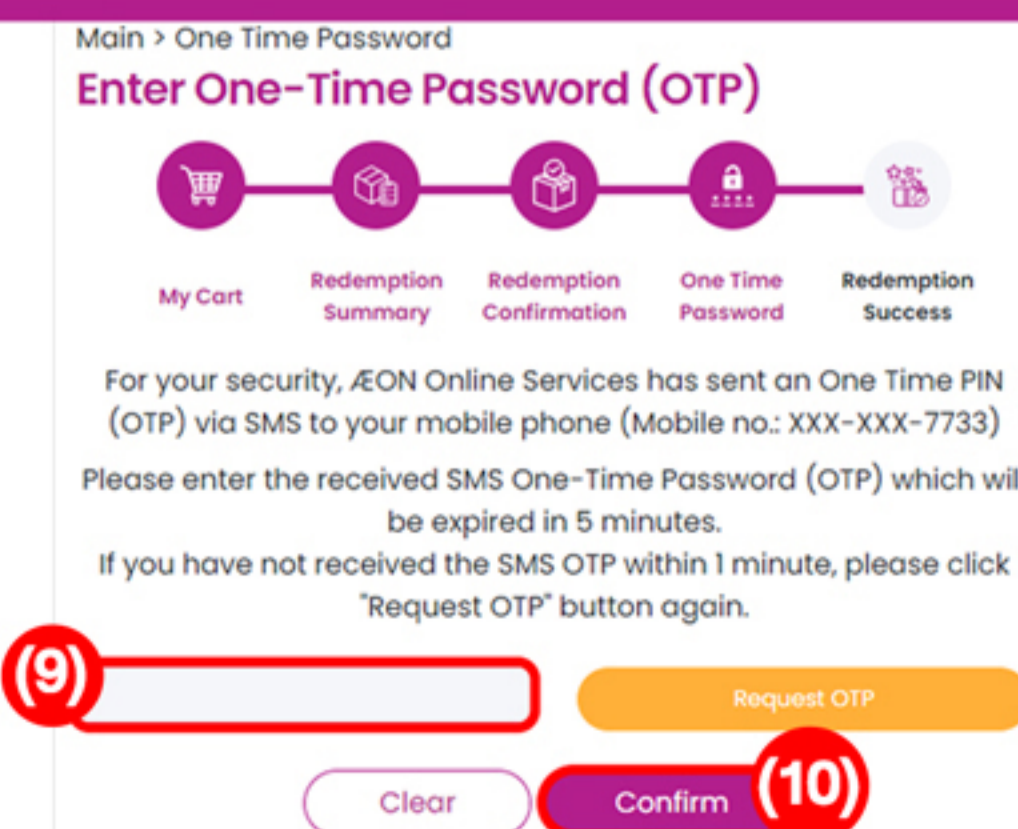 Main > One Time Password
Enter One-Time Password (OTP)
My Cart
Redemption
Summary
Redemption
Confirmation
One Time
Password
Redemption
Success
For your security, ÆON Online Services has sent an One Time PIN
(OTP) via SMS to your mobile phone (Mobile no.: XXX-XXX-7733)
Please enter the received SMS One-Time Password (OTP) which wil
be expired in 5 minutes.
If you have not received the SMS OTP within 1 minute, please click
"Request OTP" button again.
(9)
Request OTP
Clear
Confirm
(10)